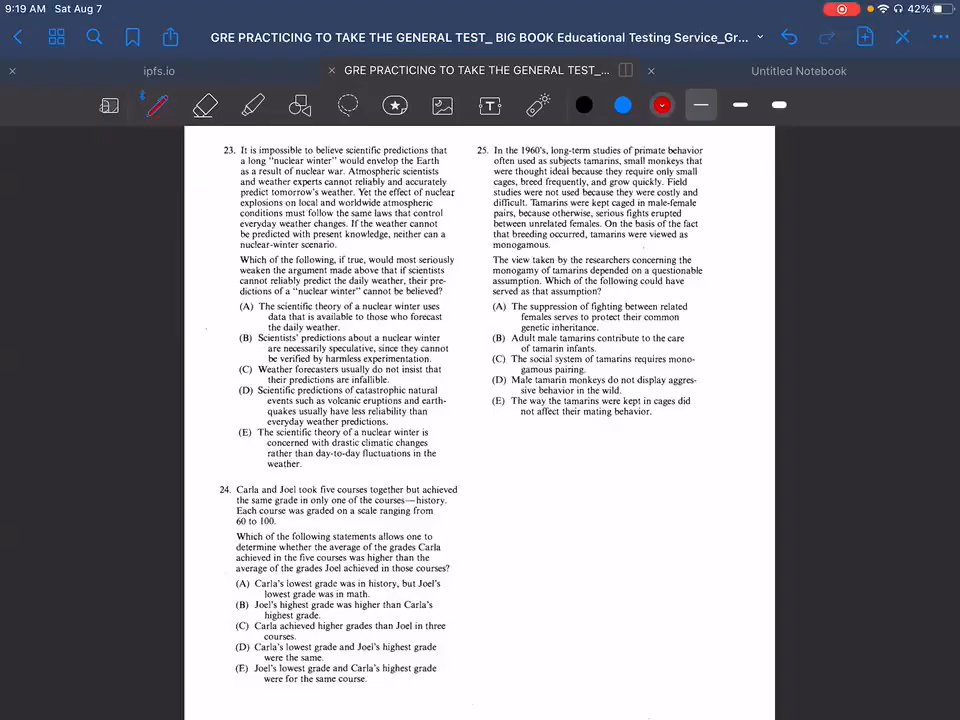 9:19 AM Sat Aug 7
42%
GRE PRACTICING TO TAKE THE GENERAL TEST_ BIG BOOK Educational Testing Service_Gr...
ipfs.io
GRE PRACTICING TO TAKE THE GENERAL TEST_...
Untitled Notebook
23. It is impossible to believe scientific predictions that
a long "nuclear winter" would envelop the Earth
as a result of nuclear war. Atmospheric scientists
and weather experts cannot reliably and accurately
predict tomorrow's weather. Yet the effect of nuclear
explosions on local and worldwide atmospheric
conditions must follow the same laws that control
everyday weather changes. If the weather cannot
be predicted with present knowledge, neither can a
nuclear-winter scenario.
Which of the following, if true, would most seriously
weaken the argument made above that if scientists
cannot reliably predict the daily weather, their pre-
dictions of a "nuclear winter" cannot be believed?
(A) The scientific theory of a nuclear winter uses
data that is available to those who forecast
the daily weather.
(B) Scientists' predictions about a nuclear winter
are necessarily speculative, since they cannot
be verified by harmless experimentation.
(C) Weather forecasters usually do not insist that
their predictions are infallible.
(D) Scientific predictions of catastrophic natural
events such as volcanic eruptions and earth-
quakes usually have less reliability than
everyday weather predictions.
(E) The scientific theory of a nuclear winter is
concerned with drastic climatic changes
rather than day-to-day fluctuations in the
weather.
24. Carla and Joel took five courses together but achieved
the same grade in only one of the courses—history.
Each course was graded on a scale ranging from
60 to 100.
Which of the following statements allows one to
determine whether the average of the grades Carla
achieved in the five courses was higher than the
average of the grades Joel achieved in those courses?
(A) Carla's lowest grade was in history, but Joel's
lowest grade was in math.
(B) Joel's highest grade was higher than Carla's
highest grade.
(C) Carla achieved higher grades than Joel in three
courses.
(D) Carla's lowest grade and Joel's highest grade
were the same.
(E) Joel's lowest grade and Carla's highest grade
were for the same course.
25. In the 1960's, long-term studies of primate behavior
often used as subjects tamarins, small monkeys that
were thought ideal because they require only small
cages, breed frequently, and grow quickly. Field
studies were not used because they were costly and
difficult. Tamarins were kept caged in male-female
pairs, because otherwise, serious fights erupted
between unrelated females. On the basis of the fact
that breeding occurred, tamarins were viewed as
monogamous.
The view taken by the researchers concerning the
monogamy of tamarins depended on a questionable
assumption. Which of the following could have
served as that assumption?
(A) The suppression of fighting between related
females serves to protect their common
genetic inheritance.
(B) Adult male tamarins contribute to the care
of tamarin infants.
(C) The social system of tamarins requires mono-
gamous pairing.
(D) Male tamarin monkeys do not display aggres-
sive behavior in the wild.
(E) The way the tamarins were kept in cages did
not affect their mating behavior.